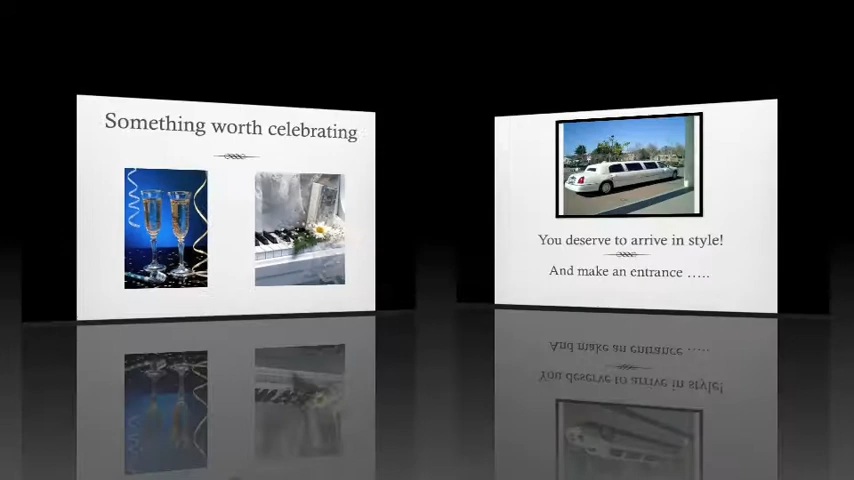 Something worth celebrating
You deserve to arrive in style!
And make an entrance .....